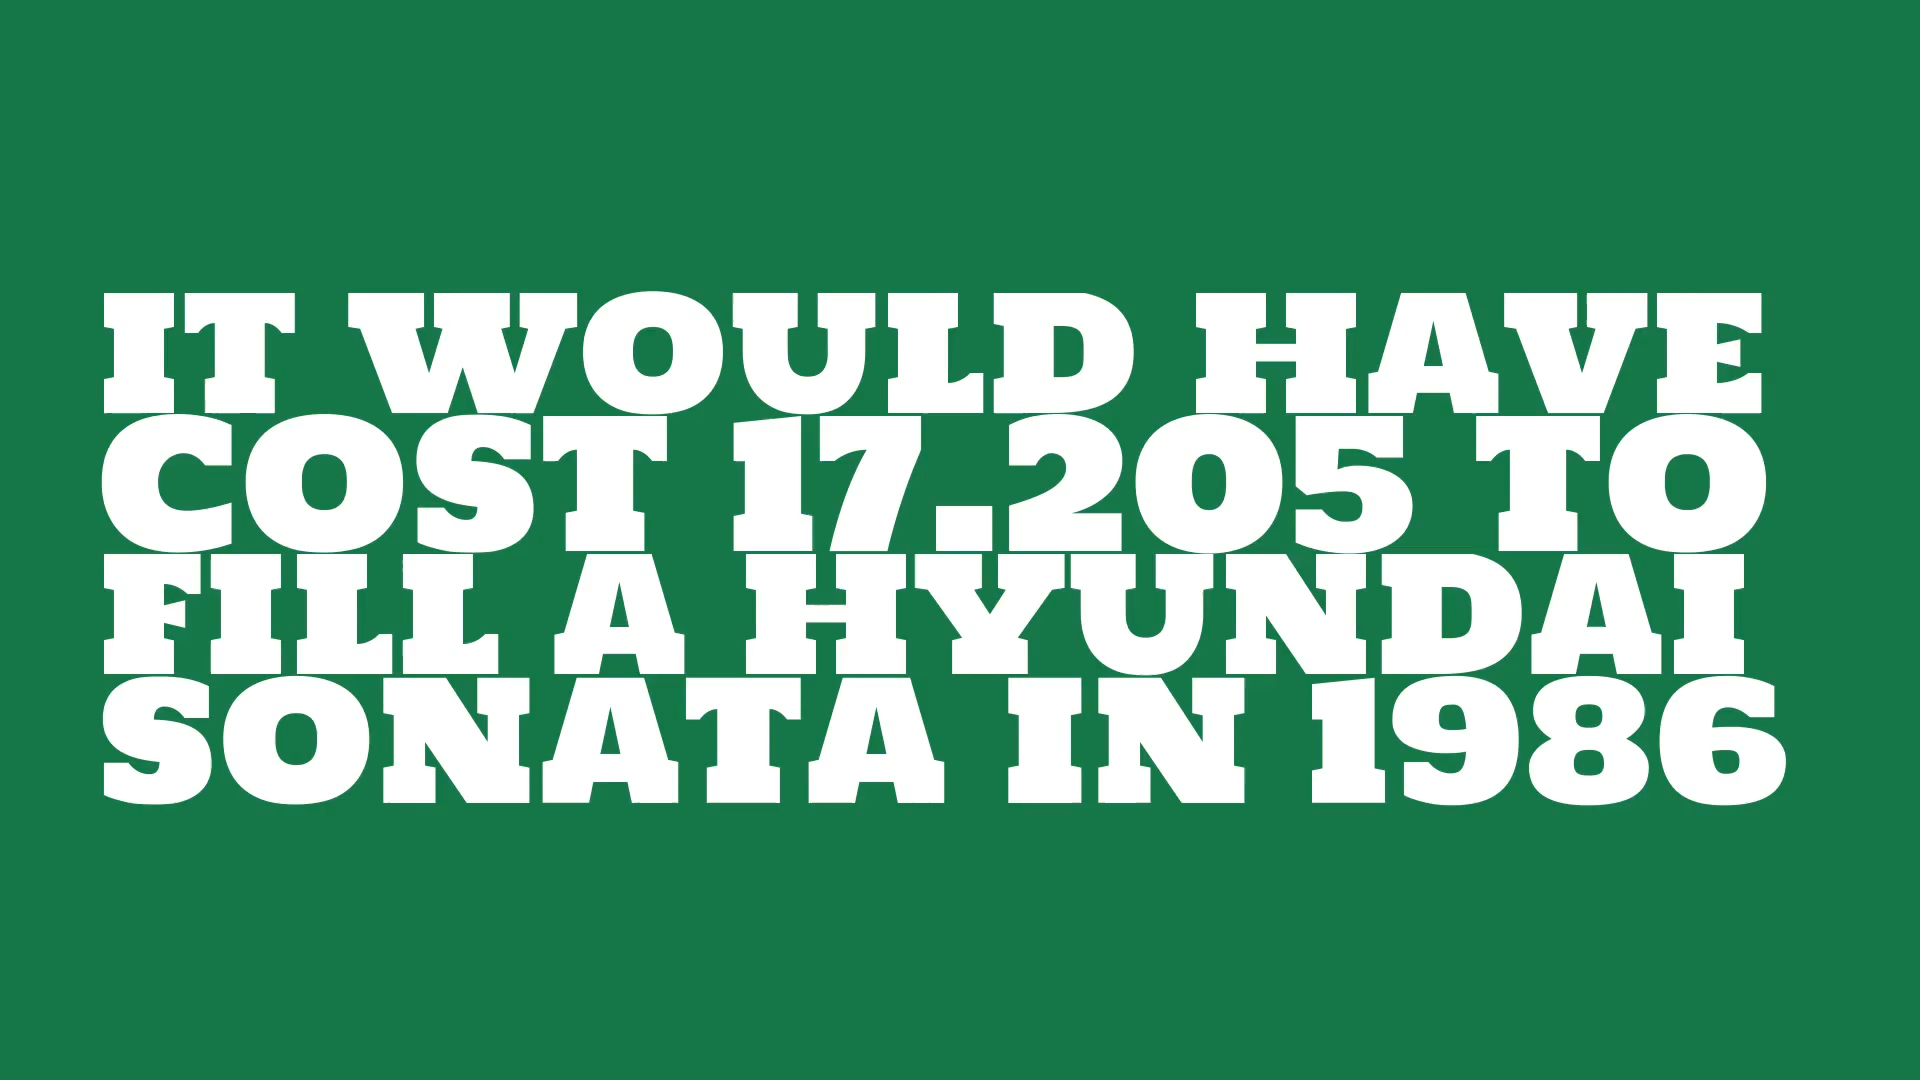 IT WOULD HAVE
COST 17.205 TO
FILL A HYUNDAI
SONATA IN 1986